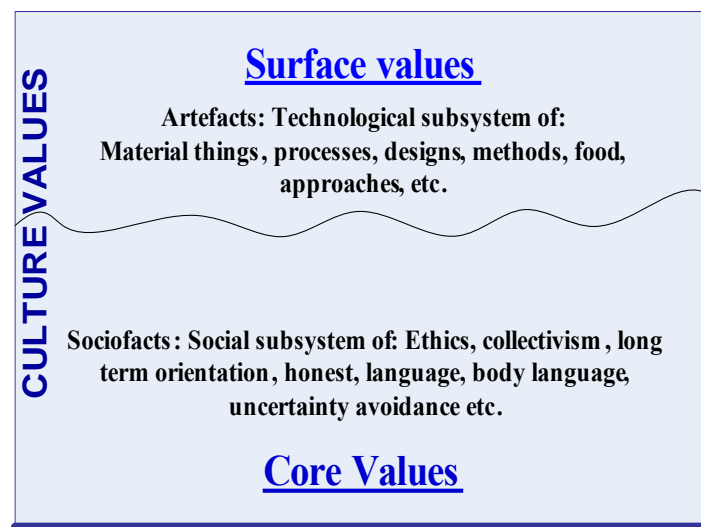 CULTURE VALUES
Surface values
Artefacts: Technological subsystem of:
Material things, processes, designs, methods, food,
approaches, etc.
Sociofacts: Social subsystem of: Ethics, collectivism, long
term orientation, honest, language, body language,
uncertainty avoidance etc.
Core Values